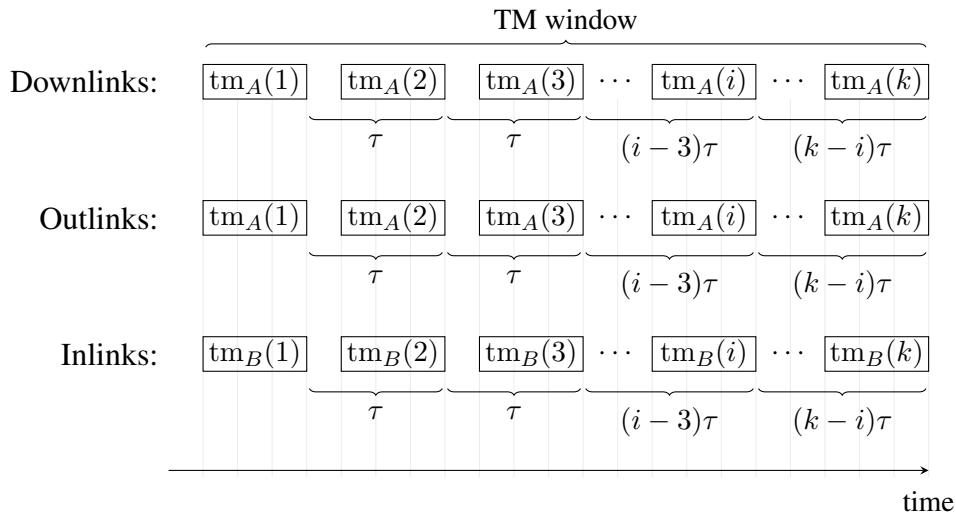 TM window
Downlinks: tm_A(1) tm_A(2) tm_A(3) ··· tm_A(i) ··· tm_A(k)
τ τ (i − 3)τ (k − i)τ
Outlinks: tm_A(1) tm_A(2) tm_A(3) ··· tm_A(i) ··· tm_A(k)
τ τ (i − 3)τ (k − i)τ
Inlinks: tm_B(1) tm_B(2) tm_B(3) ··· tm_B(i) ··· tm_B(k)
τ τ (i − 3)τ (k − i)τ
time